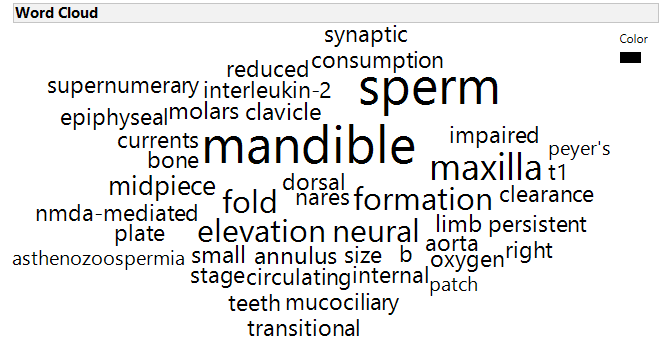 Word Cloud
Color
synaptic
reduced consumption
supernumerary interleukin-2 sperm
epiphyseal molars clavicle
currents mandible impaired peyer's
bone maxilla t1
midpiece dorsal
fold nares formation clearance
nmda-mediated limb persistent
plate elevation neural aorta right
asthenozoospermia small annulus size b oxygen
stage circulating internal patch
teeth mucociliary
transitional